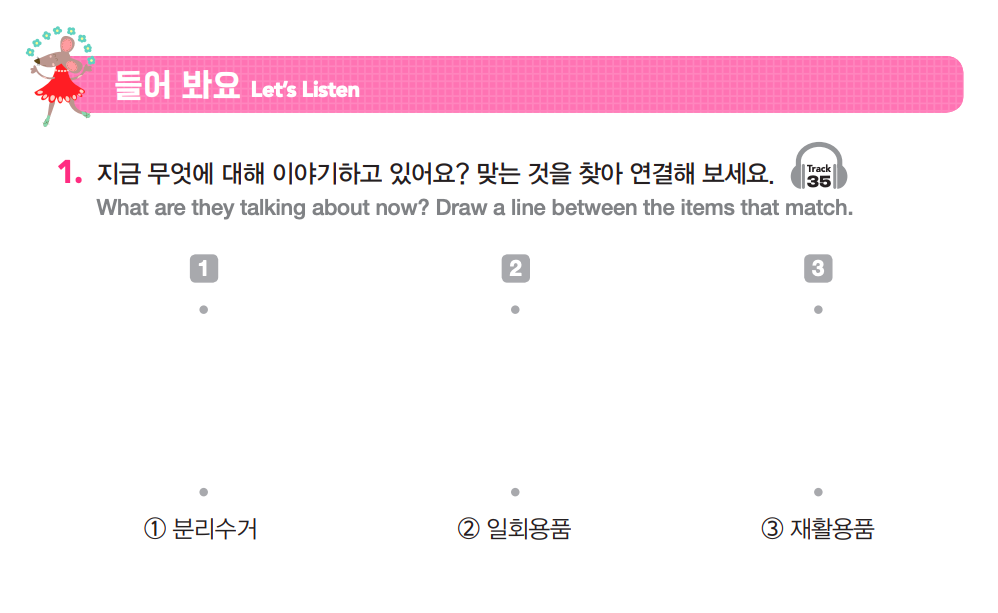 들어 봐요 Let's Listen
1. 지금 무엇에 대해 이야기하고 있어요? 맞는 것을 찾아 연결해 보세요. Track 35
What are they talking about now? Draw a line between the items that match.
1 2 3
① 분리수거 ② 일회용품 ③ 재활용품